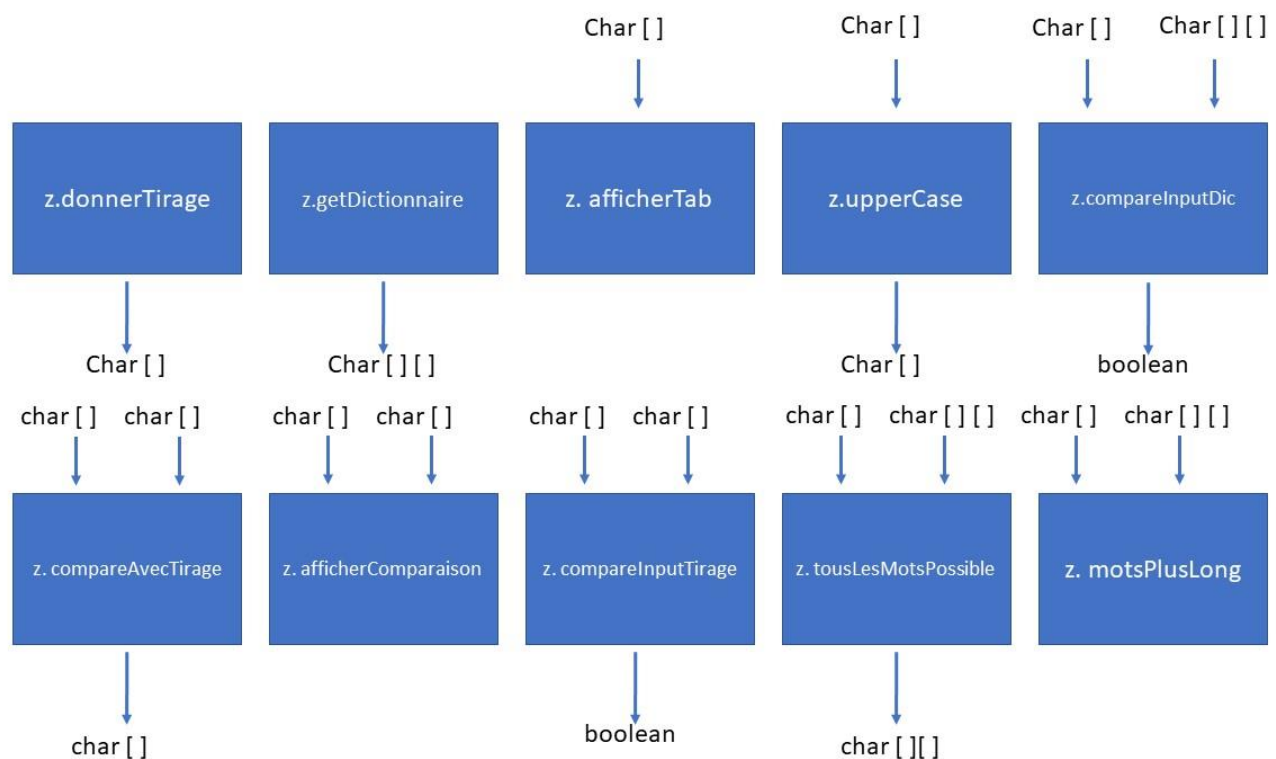 Char [ ] Char [ ] Char [ ] Char [ ] [ ]
z.donnerTirage z.getDictionnaire z. afficherTab z.upperCase z.compareInputDic
Char [ ] Char [ ] [ ] Char [ ] boolean
char [ ] char [ ] char [ ] char [ ] char [ ] char [ ] char [ ] char [ ] [ ] char [ ] char [ ] [ ]
z. compareAvecTirage z. afficherComparaison z. compareInputTirage z. tousLesMotsPossible z. motsPlusLong
char [ ] boolean char [ ][ ]